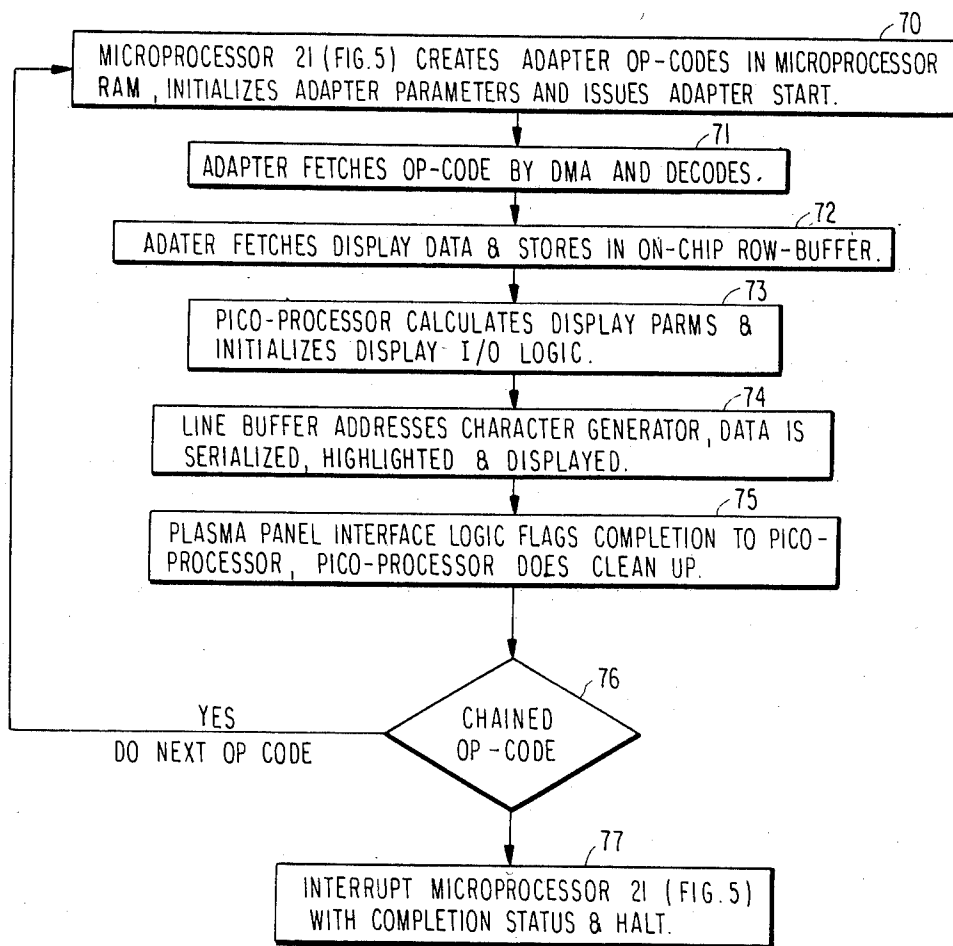 70
MICROPROCESSOR 21 (FIG. 5) CREATES ADAPTER OP-CODES IN MICROPROCESSOR
RAM, INITIALIZES ADAPTER PARAMETERS AND ISSUES ADAPTER START.
71
ADAPTER FETCHES OP-CODE BY DMA AND DECODES.
72
ADATER FETCHES DISPLAY DATA & STORES IN ON-CHIP ROW-BUFFER.
73
PICO-PROCESSOR CALCULATES DISPLAY PARMS &
INITIALIZES DISPLAY I/O LOGIC.
74
LINE BUFFER ADDRESSES CHARACTER GENERATOR, DATA IS
SERIALIZED, HIGHLIGHTED & DISPLAYED.
75
PLASMA PANEL INTERFACE LOGIC FLAGS COMPLETION TO PICO-
PROCESSOR, PICO-PROCESSOR DOES CLEAN UP.
76
CHAINED
OP-CODE
YES
DO NEXT OP CODE
77
INTERRUPT MICROPROCESSOR 21 (FIG. 5)
WITH COMPLETION STATUS & HALT.